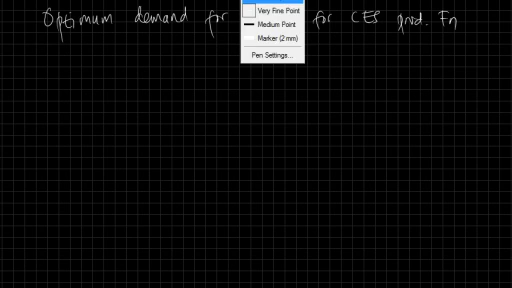 Optimum demand for for CES prod. Fn
Very Fine Point
Medium Point
Marker (2 mm)
Pen Settings...